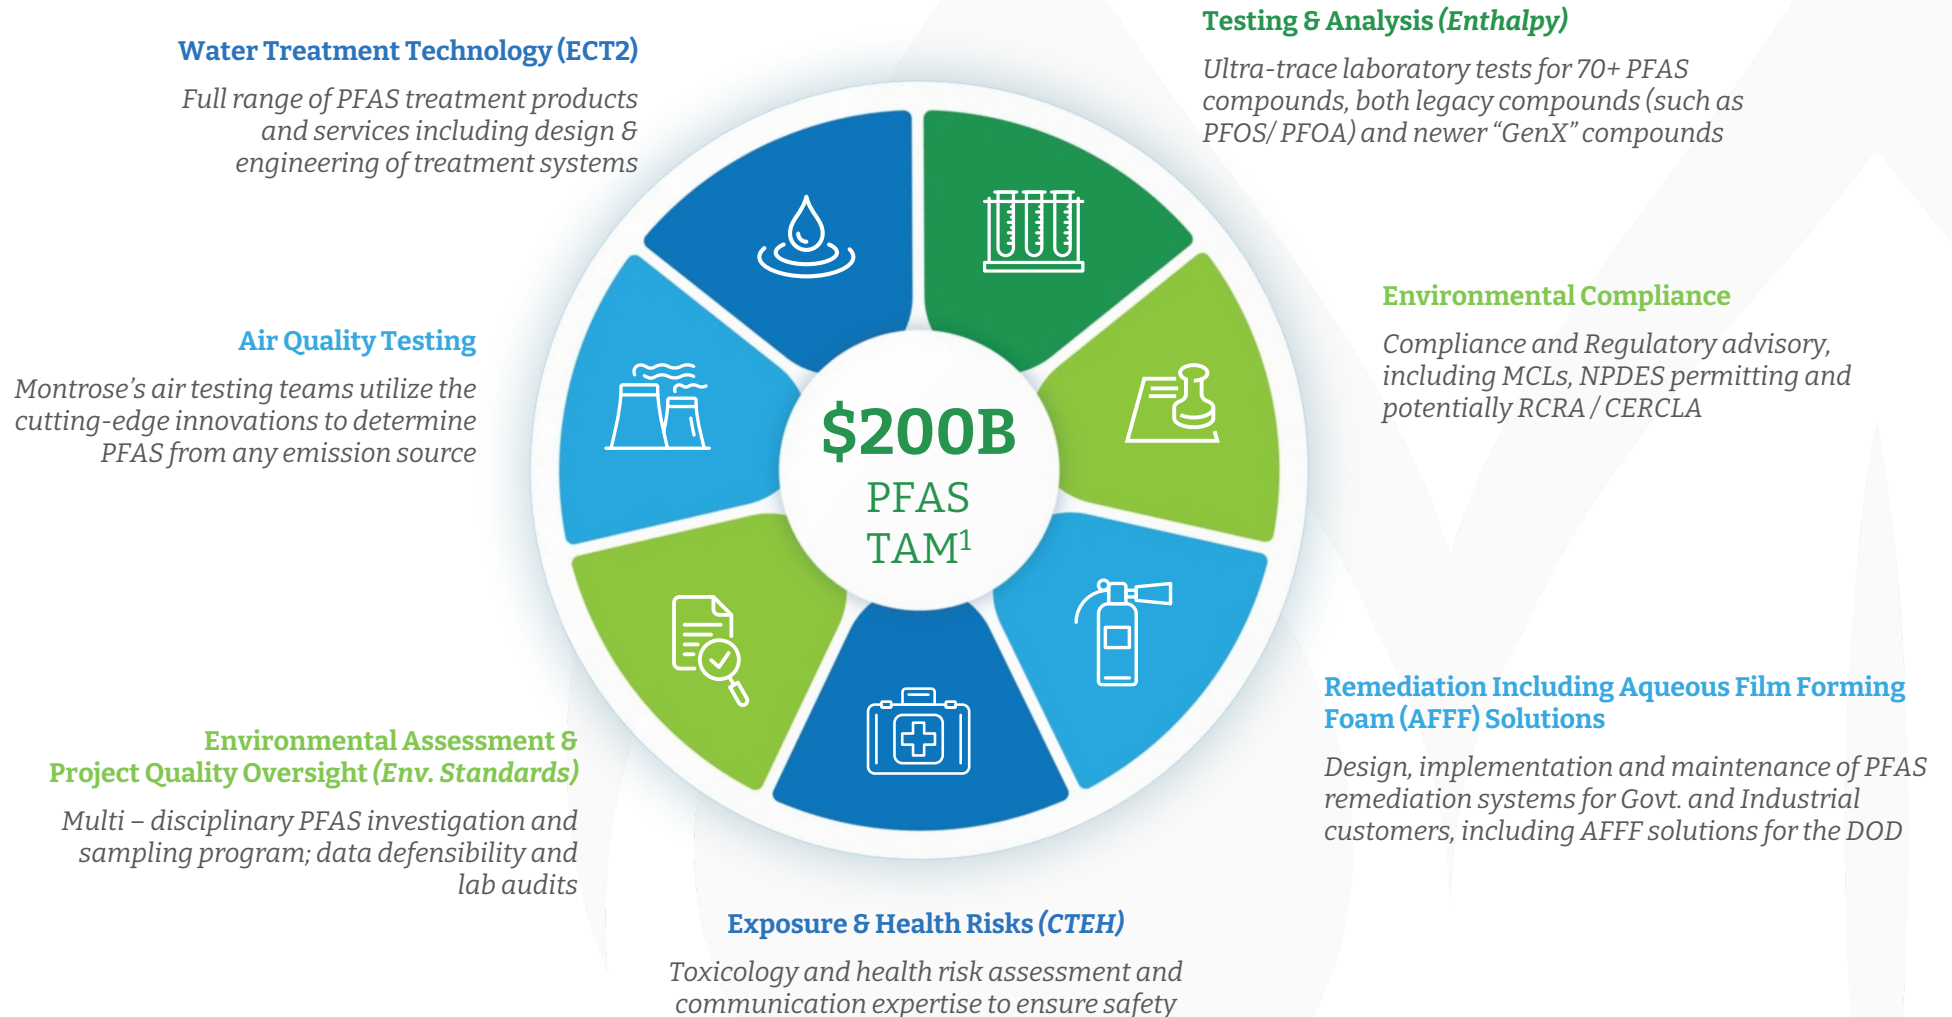 Water Treatment Technology (ECT2)
Full range of PFAS treatment products
and services including design &
engineering of treatment systems
Testing & Analysis (Enthalpy)
Ultra-trace laboratory tests for 70+ PFAS
compounds, both legacy compounds (such as
PFOS/ PFOA) and newer “GenX” compounds
Air Quality Testing
Montrose’s air testing teams utilize the
cutting-edge innovations to determine
PFAS from any emission source
Environmental Compliance
Compliance and Regulatory advisory,
including MCLs, NPDES permitting and
potentially RCRA / CERCLA
$200B
PFAS
TAM¹
Environmental Assessment &
Project Quality Oversight (Env. Standards)
Multi – disciplinary PFAS investigation and
sampling program; data defensibility and
lab audits
Remediation Including Aqueous Film Forming
Foam (AFFF) Solutions
Design, implementation and maintenance of PFAS
remediation systems for Govt. and Industrial
customers, including AFFF solutions for the DOD
Exposure & Health Risks (CTEH)
Toxicology and health risk assessment and
communication expertise to ensure safety